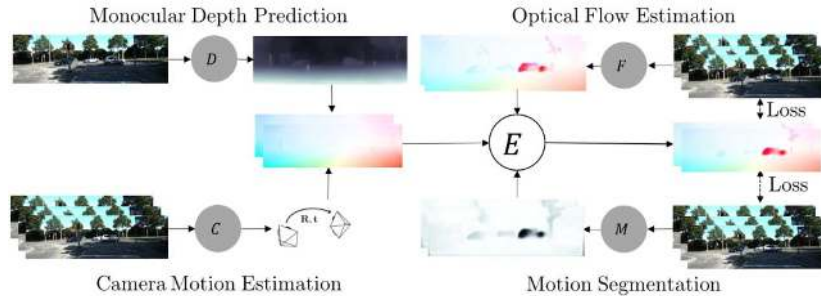 Monocular Depth Prediction
Optical Flow Estimation
D
F
Loss
E
Loss
R, t
C
M
Camera Motion Estimation
Motion Segmentation